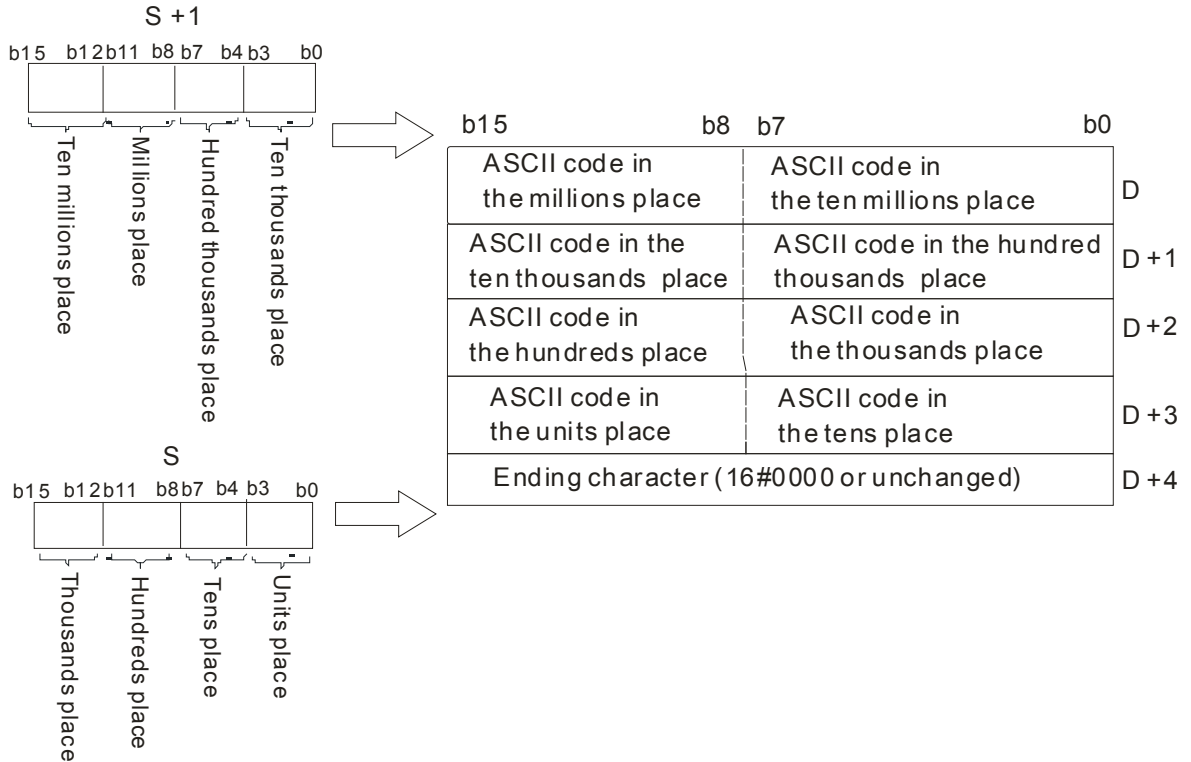 S +1
b15 b12 b11 b8 b7 b4 b3 b0
Ten millions place
Millions place
Hundred thousands place
Ten thousands place
S
b15 b12 b11 b8 b7 b4 b3 b0
Thousands place
Hundreds place
Tens place
Units place
b15 b8 b7 b0
ASCII code in
the millions place
ASCII code in
the ten millions place
D
ASCII code in the
ten thousands place
ASCII code in the hundred
thousands place
D +1
ASCII code in
the hundreds place
ASCII code in
the thousands place
D +2
ASCII code in
the units place
ASCII code in
the tens place
D +3
Ending character (16#0000 or unchanged)
D +4